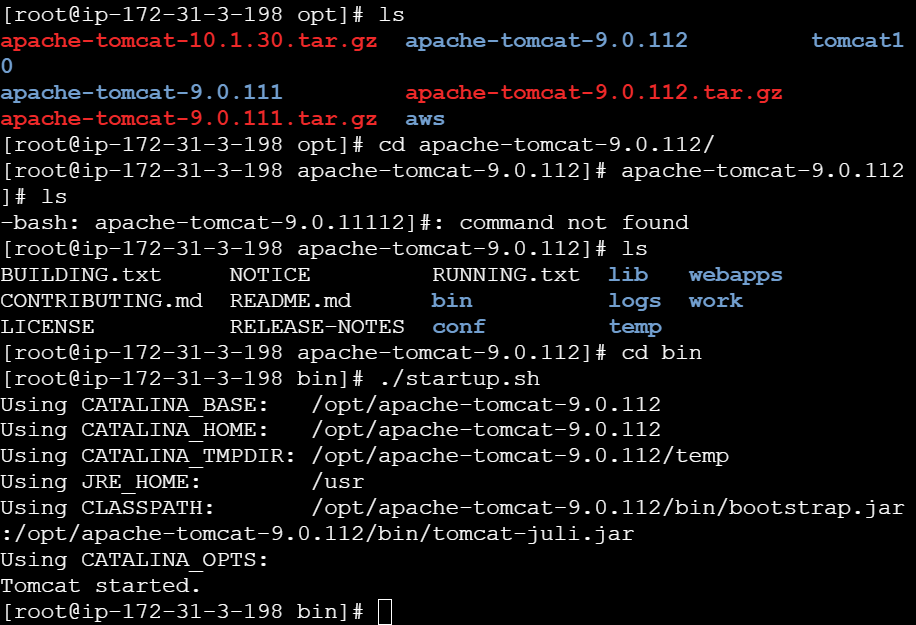 [root@ip-172-31-3-198 opt]# ls
apache-tomcat-10.1.30.tar.gz  apache-tomcat-9.0.112         tomcat1
0
apache-tomcat-9.0.111         apache-tomcat-9.0.112.tar.gz
apache-tomcat-9.0.111.tar.gz  aws
[root@ip-172-31-3-198 opt]# cd apache-tomcat-9.0.112/
[root@ip-172-31-3-198 apache-tomcat-9.0.112]# apache-tomcat-9.0.112
]# ls
-bash: apache-tomcat-9.0.11112]#: command not found
[root@ip-172-31-3-198 apache-tomcat-9.0.112]# ls
BUILDING.txt     NOTICE         RUNNING.txt  lib   webapps
CONTRIBUTING.md  README.md      bin          logs  work
LICENSE          RELEASE-NOTES  conf         temp
[root@ip-172-31-3-198 apache-tomcat-9.0.112]# cd bin
[root@ip-172-31-3-198 bin]# ./startup.sh
Using CATALINA_BASE:   /opt/apache-tomcat-9.0.112
Using CATALINA_HOME:   /opt/apache-tomcat-9.0.112
Using CATALINA_TMPDIR: /opt/apache-tomcat-9.0.112/temp
Using JRE_HOME:        /usr
Using CLASSPATH:       /opt/apache-tomcat-9.0.112/bin/bootstrap.jar
:/opt/apache-tomcat-9.0.112/bin/tomcat-juli.jar
Using CATALINA_OPTS:
Tomcat started.
[root@ip-172-31-3-198 bin]#